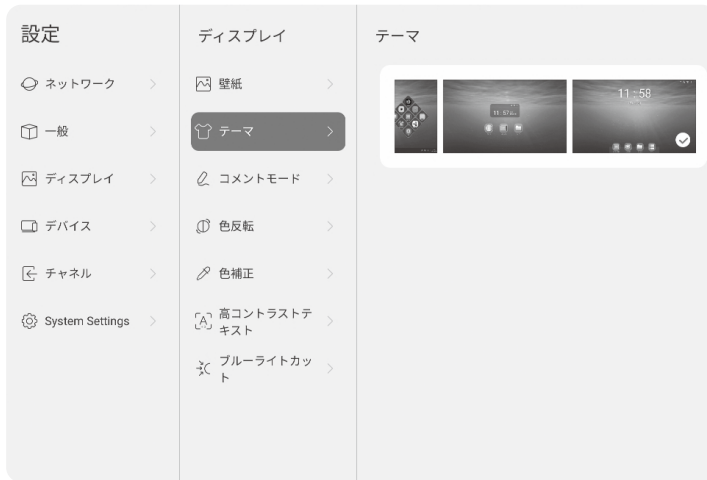 設定
ネットワーク
一般
ディスプレイ
デバイス
チャネル
System Settings
ディスプレイ
壁紙
テーマ
コメントモード
色反転
色補正
高コントラストテ
キスト
ブルーライトカッ
ト
テーマ
11:57
11:58